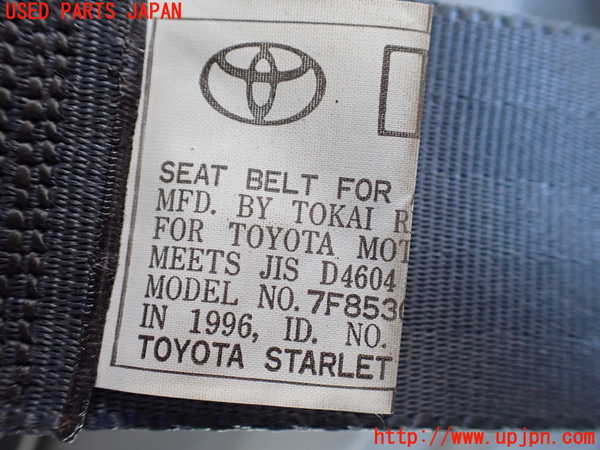 USED PARTS JAPAN
SEAT BELT FOR
MFD. BY TOKAI R
FOR TOYOTA MOT
MEETS JIS D4604
MODEL NO. 7F853
IN 1996, ID. NO.
TOYOTA STARLET
http://www.upjpn.com/